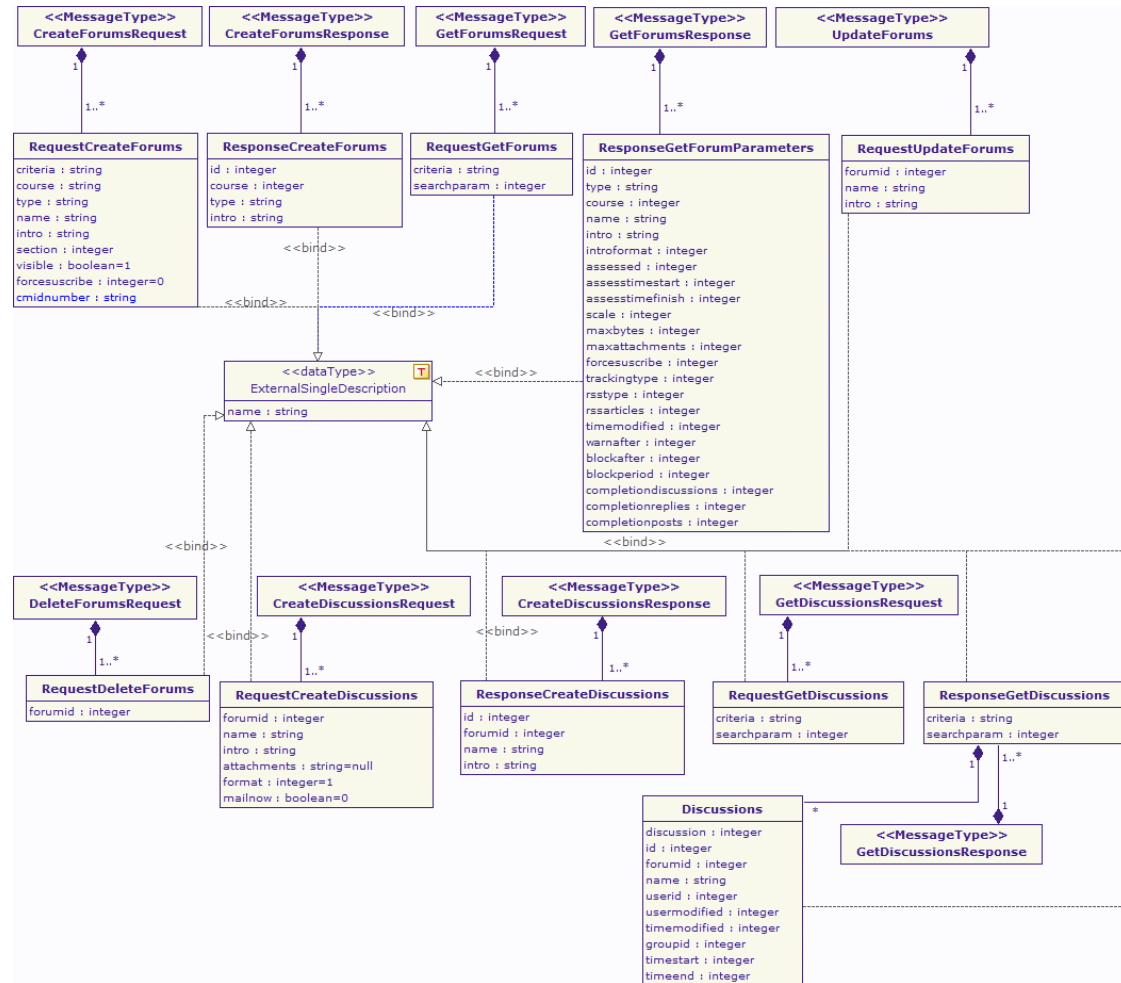 <<MessageType>>
CreateForumsRequest
<<MessageType>>
CreateForumsResponse
<<MessageType>>
GetForumsRequest
<<MessageType>>
GetForumsResponse
<<MessageType>>
UpdateForums
1
1..*
1
1..*
1
1..*
1
1..*
1
1..*
RequestCreateForums
criteria : string
course : string
type : string
name : string
intro : string
section : integer
visible : boolean=1
forcesuscribe : integer=0
cmidnumber : string
ResponseCreateForums
id : integer
course : integer
type : string
intro : string
RequestGetForums
criteria : string
searchparam : integer
ResponseGetForumParameters
id : integer
type : string
course : integer
name : string
intro : string
introformat : integer
assessed : integer
assesstimestart : integer
assesstimefinish : integer
scale : integer
maxbytes : integer
maxattachments : integer
forcesuscribe : integer
trackingtype : integer
rsstype : integer
rssarticles : integer
timemodified : integer
warnafter : integer
blockafter : integer
blockperiod : integer
completiondiscussions : integer
completionreplies : integer
completionposts : integer
RequestUpdateForums
forumid : integer
name : string
intro : string
<<bind>>
<<bind>>
<<bind>>
<<dataType>>
T
ExternalSingleDescription
name : string
<<bind>>
<<bind>>
<<bind>>
<<MessageType>>
DeleteForumsRequest
<<MessageType>>
CreateDiscussionsRequest
<<MessageType>>
CreateDiscussionsResponse
<<MessageType>>
GetDiscussionsResquest
<<bind>>
<<bind>>
1
1..*
1
1..*
1
1..*
1
1..*
RequestDeleteForums
forumid : integer
RequestCreateDiscussions
forumid : integer
name : string
intro : string
attachments : string=null
format : integer=1
mailnow : boolean=0
ResponseCreateDiscussions
id : integer
forumid : integer
name : string
intro : string
RequestGetDiscussions
criteria : string
searchparam : integer
ResponseGetDiscussions
criteria : string
searchparam : integer
1
1..*
*
1
Discussions
discussion : integer
id : integer
forumid : integer
name : string
userid : integer
usermodified : integer
timemodified : integer
groupid : integer
timestart : integer
timeend : integer
<<MessageType>>
GetDiscussionsResponse